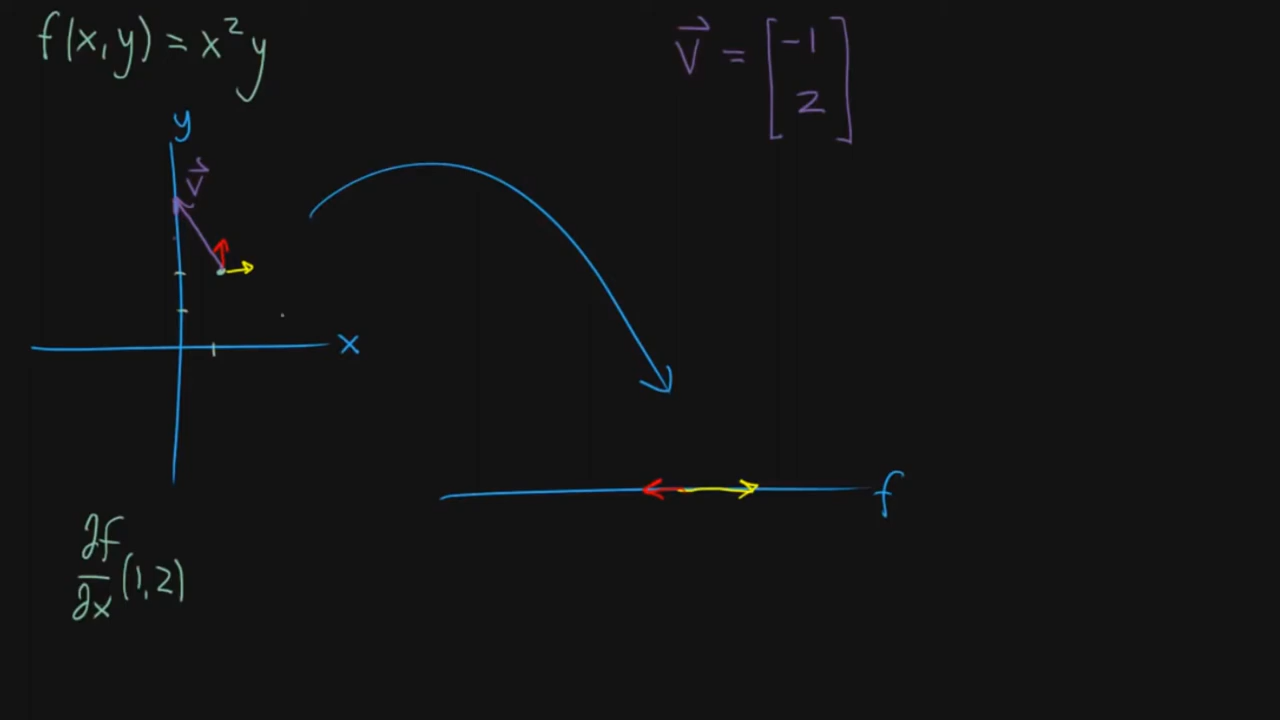 f(x,y) = x²y
V⃗ = [-1
2]
y
V⃗
x
f
∂f
∂x (1,2)